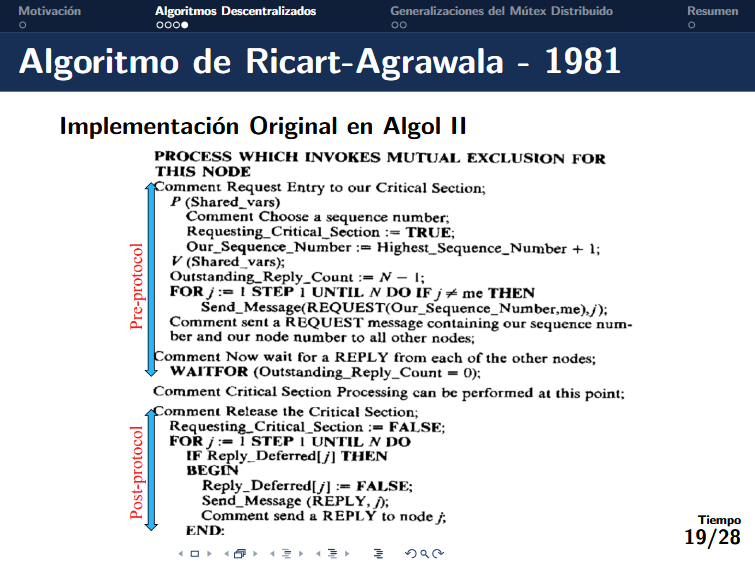 Motivación
Algoritmos Descentralizados
Generalizaciones del Mútex Distribuido
Resumen
Algoritmo de Ricart-Agrawala - 1981
Implementación Original en Algol II
PROCESS WHICH INVOKES MUTUAL EXCLUSION FOR
THIS NODE
Comment Request Entry to our Critical Section;
P (Shared_vars)
Comment Choose a sequence number;
Requesting_Critical_Section := TRUE;
Our_Sequence_Number := Highest_Sequence_Number + 1;
V (Shared_vars);
Outstanding_Reply_Count := N − 1;
FOR j := 1 STEP 1 UNTIL N DO IF j ≠ me THEN
Send_Message(REQUEST(Our_Sequence_Number,me),j);
Comment sent a REQUEST message containing our sequence num-
ber and our node number to all other nodes;
Comment Now wait for a REPLY from each of the other nodes;
WAITFOR (Outstanding_Reply_Count = 0);
Pre-protocol
Comment Critical Section Processing can be performed at this point;
Comment Release the Critical Section;
Requesting_Critical_Section := FALSE;
FOR j := 1 STEP 1 UNTIL N DO
IF Reply_Deferred[j] THEN
BEGIN
Reply_Deferred[j] := FALSE;
Send_Message (REPLY, j);
Comment send a REPLY to node j;
END:
Post-protocol
Tiempo
19/28